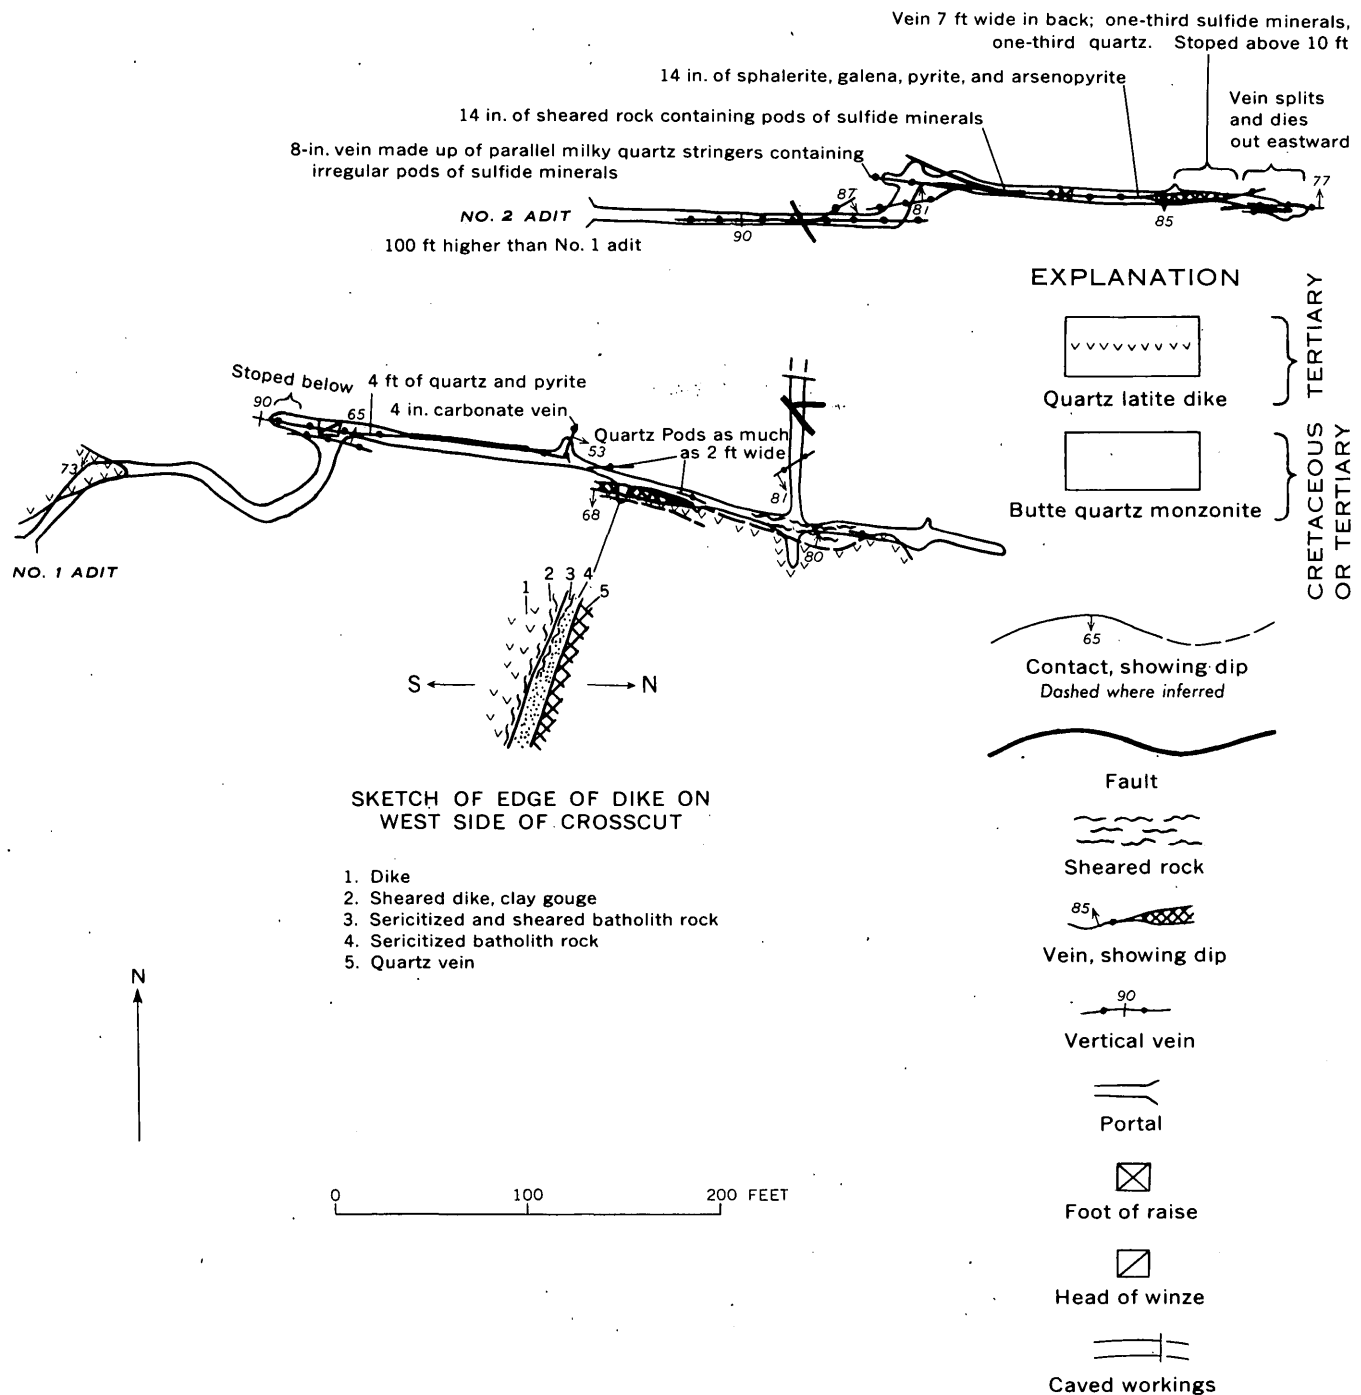 Vein 7 ft wide in back; one-third sulfide minerals,
one-third quartz. Stoped above 10 ft
14 in. of sphalerite, galena, pyrite, and arsenopyrite
Vein splits
and dies
out eastward
14 in. of sheared rock containing pods of sulfide minerals
8-in. vein made up of parallel milky quartz stringers containing
irregular pods of sulfide minerals
87
77
81
85
90
NO. 2 ADIT
100 ft higher than No. 1 adit
EXPLANATION
Quartz latite dike
TERTIARY
Butte quartz monzonite
CRETACEOUS
OR TERTIARY
Stoped below
4 ft of quartz and pyrite
90
65
4 in. carbonate vein
53
Quartz Pods as much
as 2 ft wide
73
81
68
80
NO. 1 ADIT
1
2
3
4
5
S
N
65
Contact, showing dip
Dashed where inferred
Fault
SKETCH OF EDGE OF DIKE ON
WEST SIDE OF CROSSCUT
Sheared rock
1. Dike
2. Sheared dike, clay gouge
3. Sericitized and sheared batholith rock
4. Sericitized batholith rock
5. Quartz vein
85
Vein, showing dip
N
90
Vertical vein
Portal
Foot of raise
0
100
200 FEET
Head of winze
Caved workings